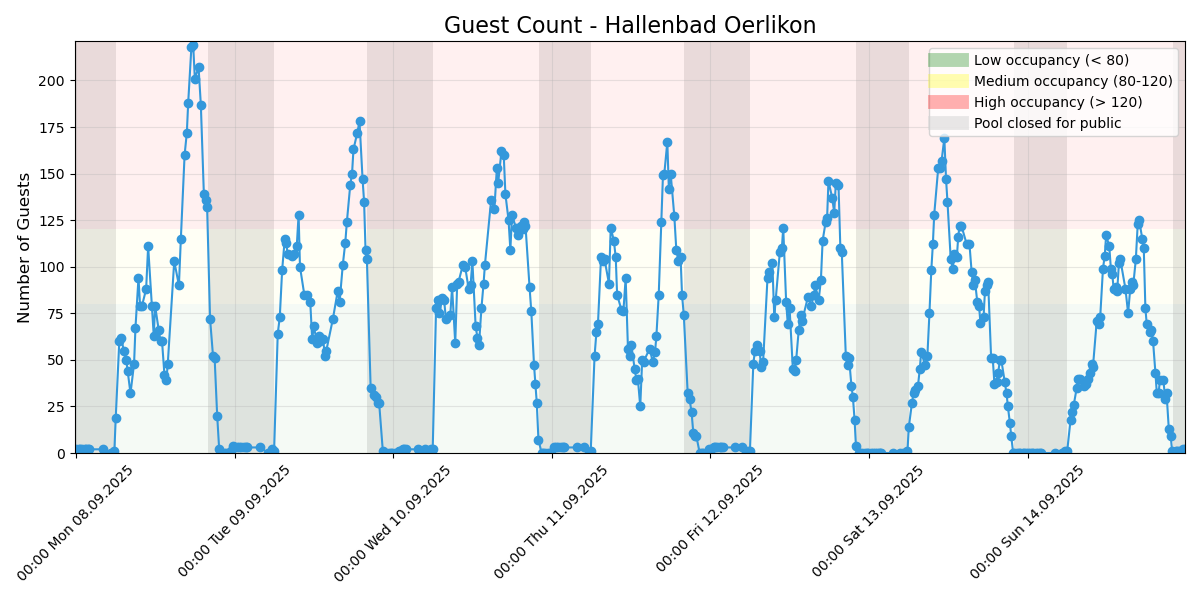 Guest Count - Hallenbad Oerlikon
Low occupancy (< 80)
Medium occupancy (80-120)
High occupancy (> 120)
Pool closed for public
Number of Guests
200
175
150
125
100
75
50
25
0
00:00 Mon 08.09.2025
00:00 Tue 09.09.2025
00:00 Wed 10.09.2025
00:00 Thu 11.09.2025
00:00 Fri 12.09.2025
00:00 Sat 13.09.2025
00:00 Sun 14.09.2025